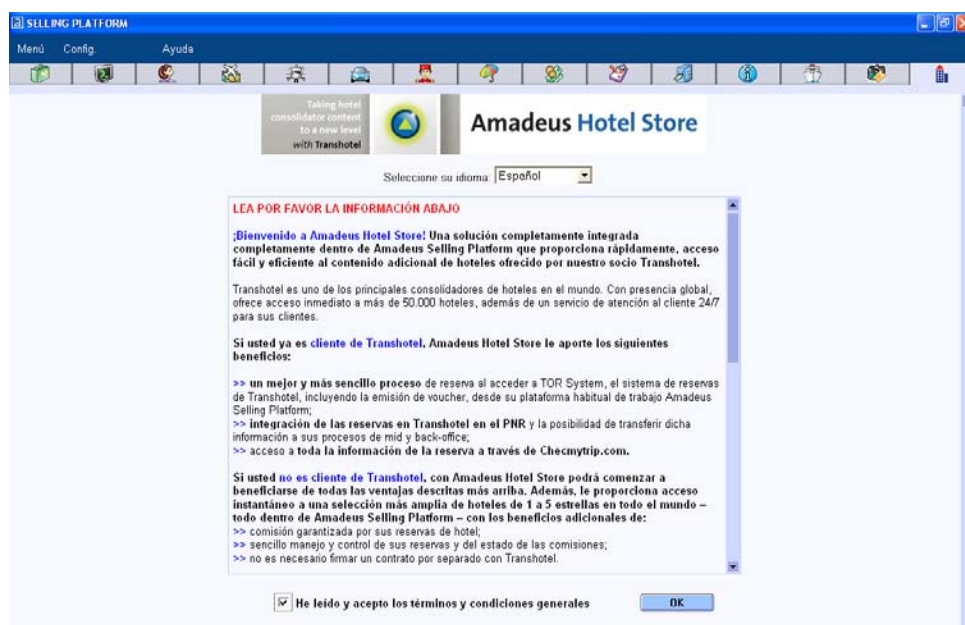 SELLING PLATFORM
Menú Config. Ayuda
Taking hotel
consolidator content
to a new level
with Transhotel
Amadeus Hotel Store
Seleccione su idioma: Español
LEA POR FAVOR LA INFORMACIÓN ABAJO
¡Bienvenido a Amadeus Hotel Store! Una solución completamente integrada
completamente dentro de Amadeus Selling Platform que proporciona rápidamente, acceso
fácil y eficiente al contenido adicional de hoteles ofrecido por nuestro socio Transhotel.
Transhotel es uno de los principales consolidadores de hoteles en el mundo. Con presencia global,
ofrece acceso inmediato a más de 50.000 hoteles, además de un servicio de atención al cliente 24/7
para sus clientes.
Si usted ya es cliente de Transhotel, Amadeus Hotel Store le aporte los siguientes
beneficios:
>> un mejor y más sencillo proceso de reserva al acceder a TOR System, el sistema de reservas
de Transhotel, incluyendo la emisión de voucher, desde su plataforma habitual de trabajo Amadeus
Selling Platform;
>> integración de las reservas en Transhotel en el PNR y la posibilidad de transferir dicha
información a sus procesos de mid y back-office;
>> acceso a toda la información de la reserva a través de Checmytrip.com.
Si usted no es cliente de Transhotel, con Amadeus Hotel Store podrá comenzar a
beneficiarse de todas las ventajas descritas más arriba. Además, le proporciona acceso
instantáneo a una selección más amplia de hoteles de 1 a 5 estrellas en todo el mundo –
todo dentro de Amadeus Selling Platform – con los beneficios adicionales de:
>> comisión garantizada por sus reservas de hotel;
>> sencillo manejo y control de sus reservas y del estado de las comisiones;
>> no es necesario firmar un contrato por separado con Transhotel.
He leído y acepto los términos y condiciones generales OK